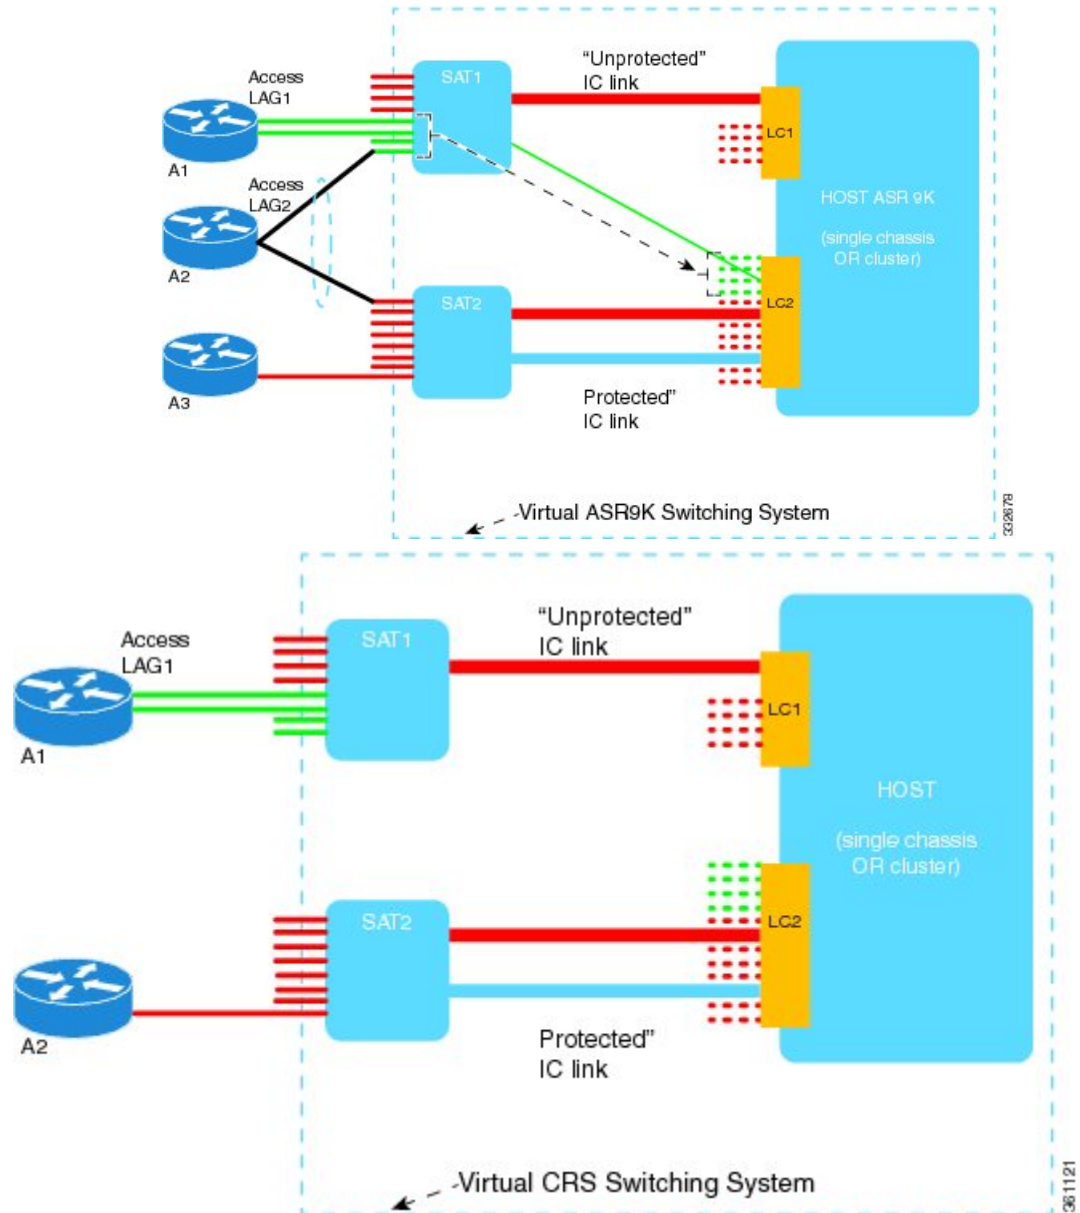 “Unprotected”
IC link
Access
LAG1
SAT1
LC1
A1
Access
LAG2
HOST ASR 9K
(single chassis
OR cluster)
A2
SAT2
LC2
A3
Protected”
IC link
Virtual ASR9K Switching System
332678
“Unprotected”
IC link
Access
LAG1
SAT1
LC1
A1
HOST
(single chassis
OR cluster)
SAT2
LC2
A2
Protected”
IC link
Virtual CRS Switching System
361121